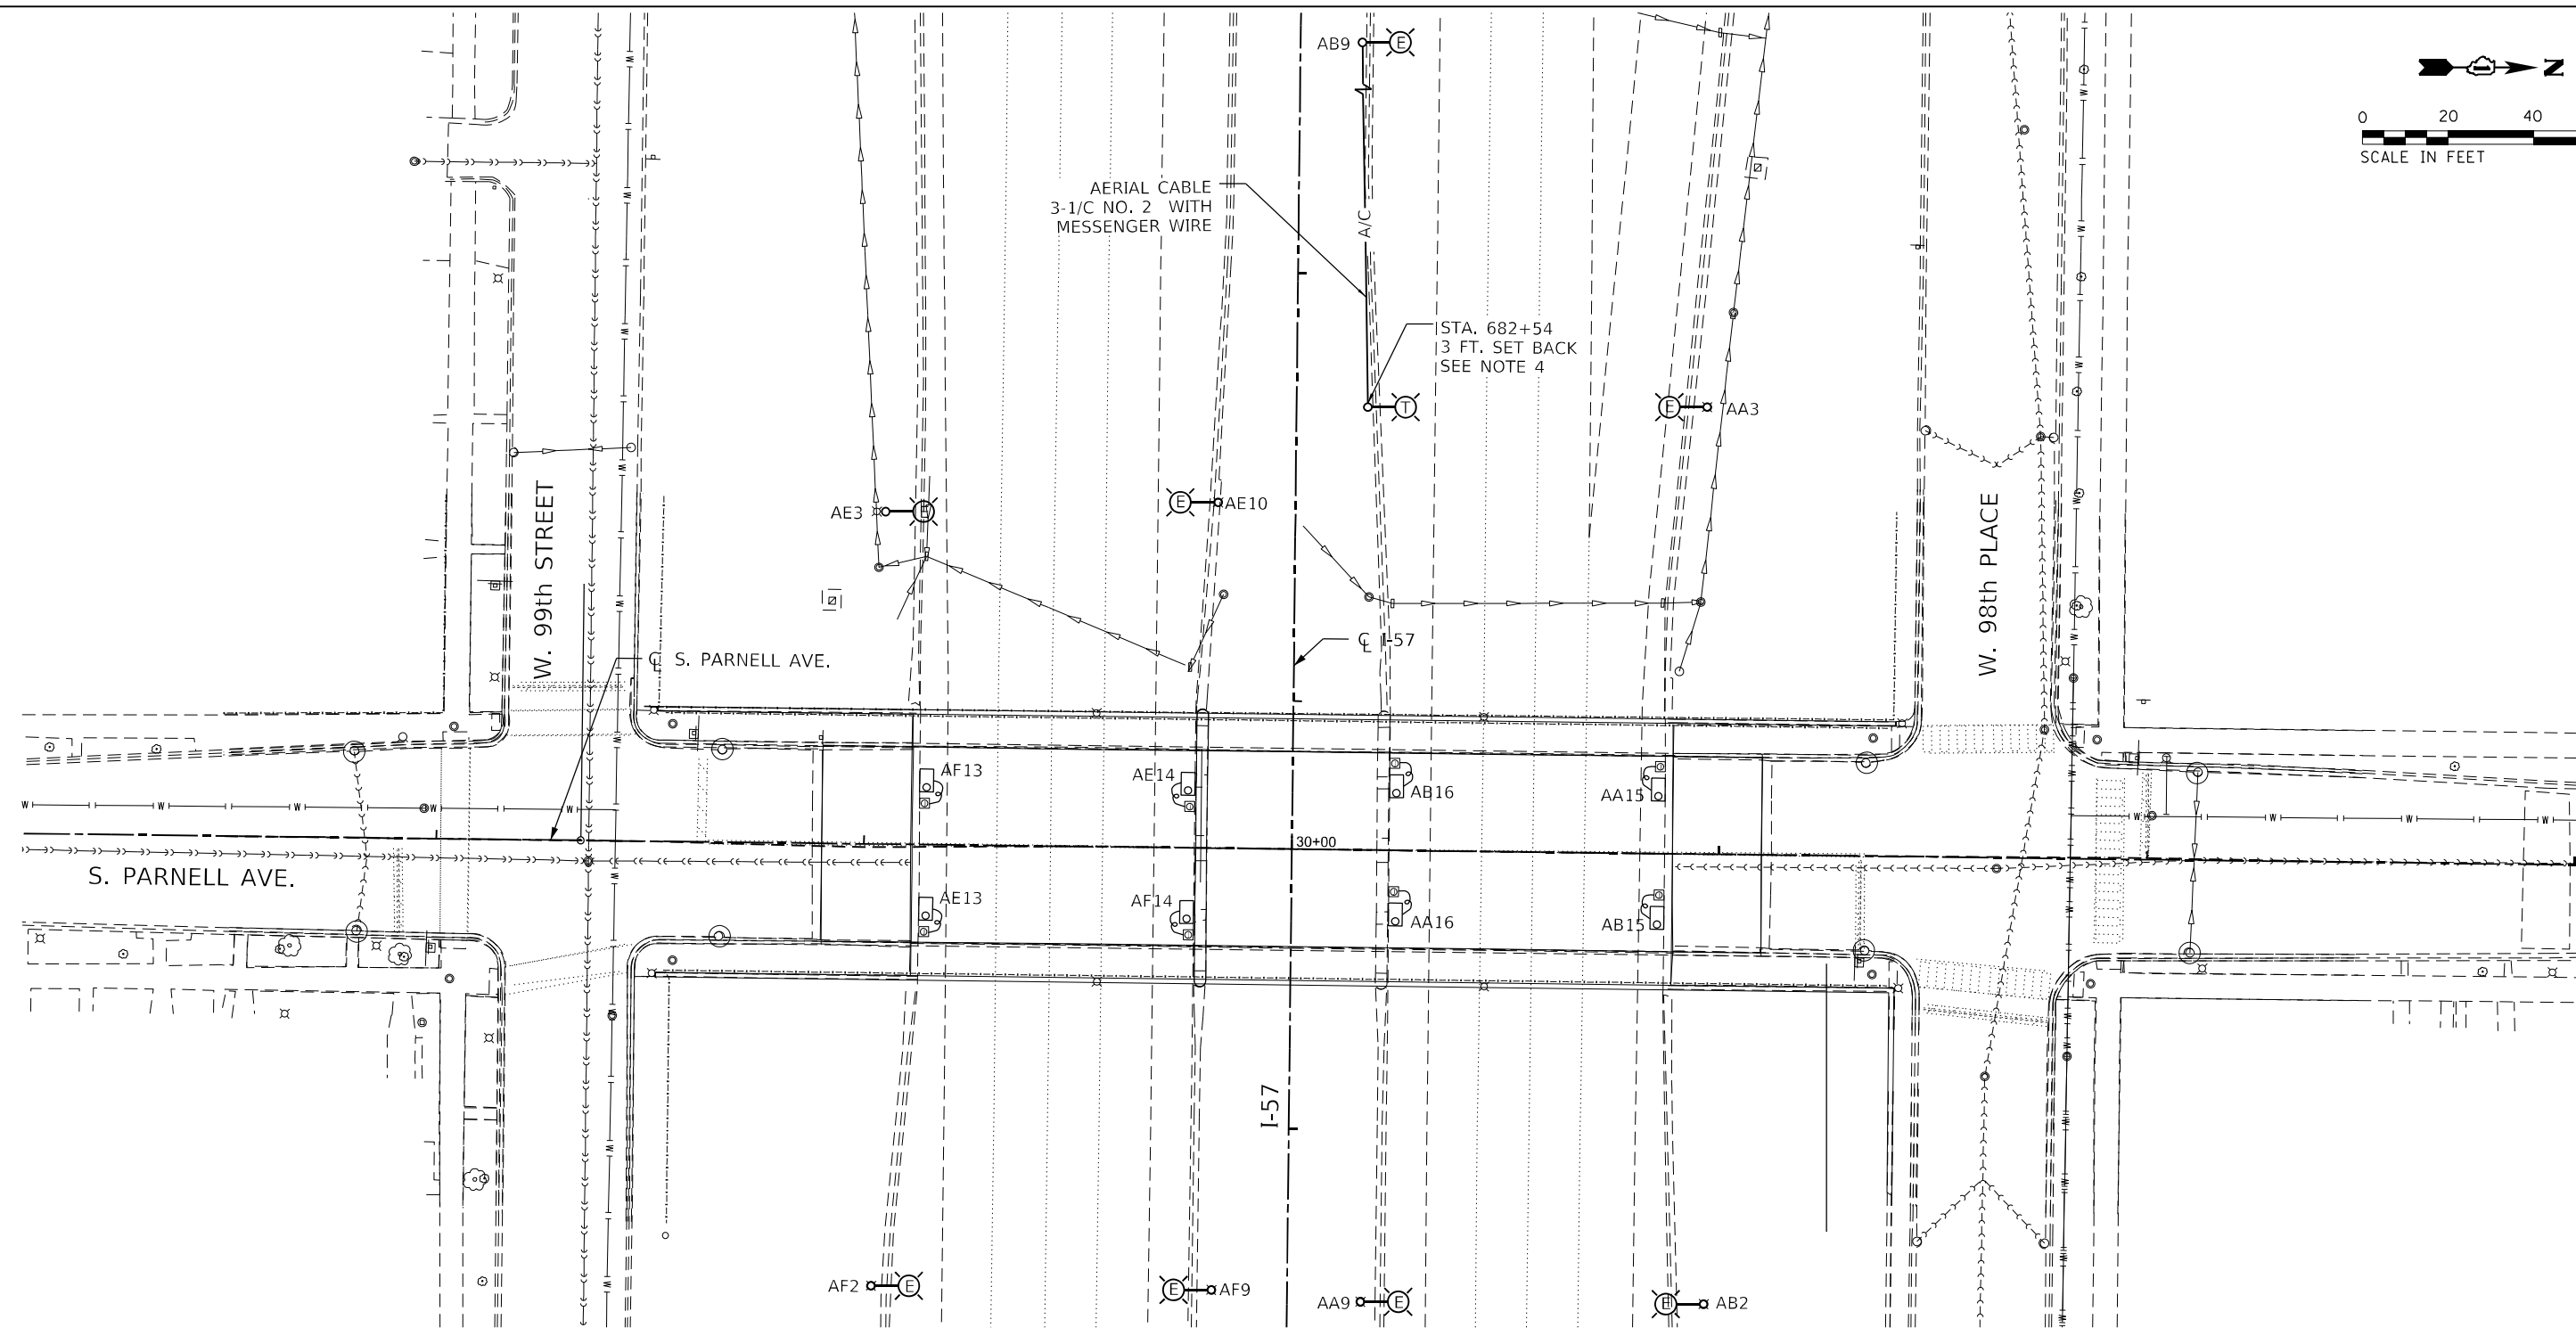 AB9
E
N
0 20 40
SCALE IN FEET
AERIAL CABLE
3-1/C NO. 2 WITH
MESSENGER WIRE
A/C
STA. 682+54
3 FT. SET BACK
SEE NOTE 4
T
E
AA3
W. 99th STREET
AE3
E
E
AE10
W. 98th PLACE
℄ I-57
℄ S. PARNELL AVE.
AF13
AE14
AB16
AA15
30+00
S. PARNELL AVE.
AE13
AF14
AA16
AB15
I-57
AF2
E
E
AF9
AA9
E
E
AB2
W W W W W W W W W